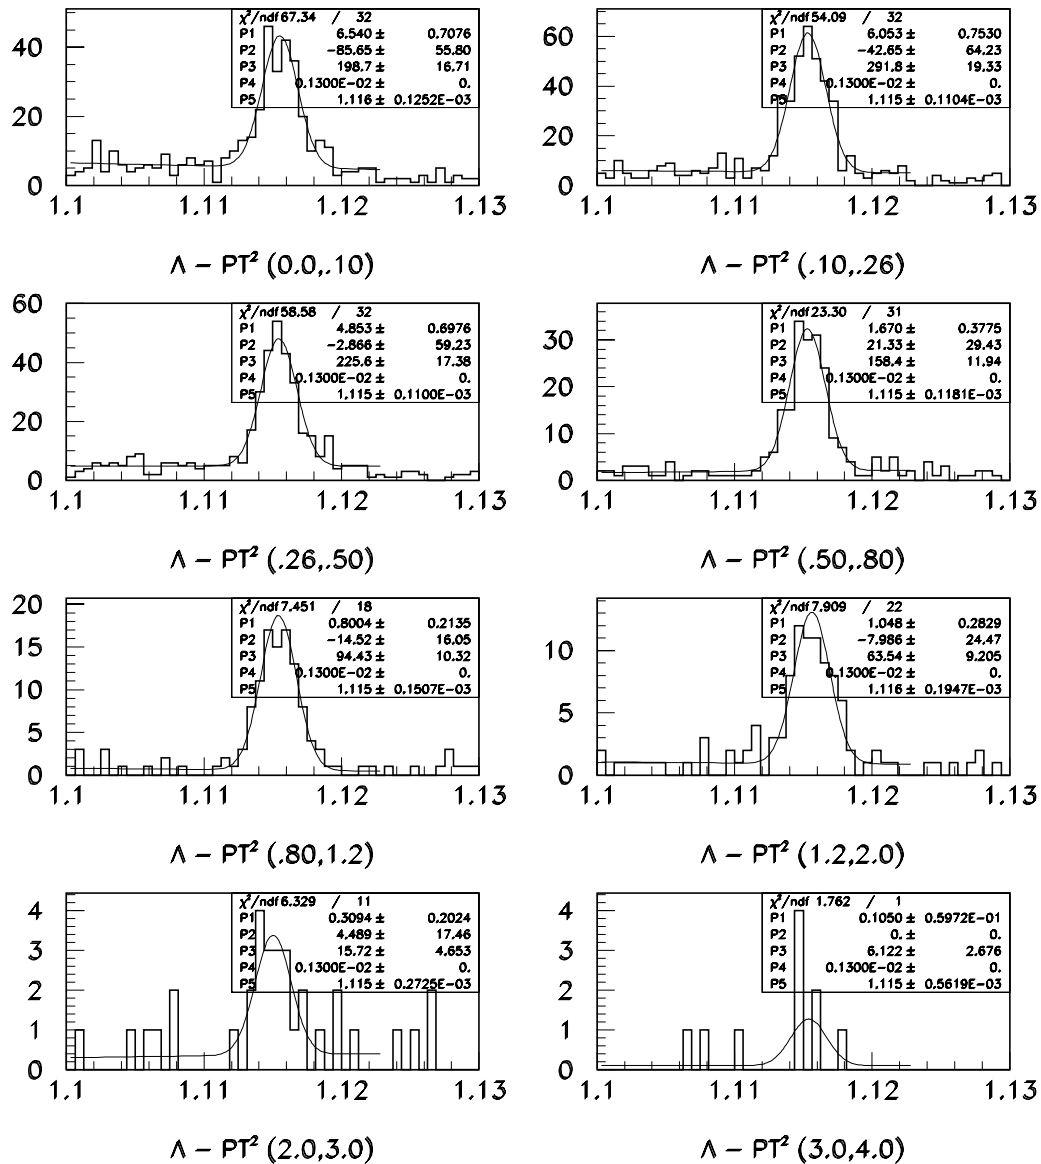 χ²/ndf 67.34 / 32
P1 6.540 ± 0.7076
P2 −85.65 ± 55.80
P3 198.7 ± 16.71
P4 0.1300E−02 ± 0.
P5 1.116 ± 0.1252E−03
40
20
0
1.1 1.11 1.12 1.13
Λ − PT² (0.0,.10)
χ²/ndf 54.09 / 32
P1 6.053 ± 0.7530
P2 −42.65 ± 64.23
P3 291.8 ± 19.33
P4 0.1300E−02 ± 0.
P5 1.115 ± 0.1104E−03
60
40
20
0
1.1 1.11 1.12 1.13
Λ − PT² (.10,.26)
χ²/ndf 58.58 / 32
P1 4.853 ± 0.6976
P2 −2.866 ± 59.23
P3 225.6 ± 17.38
P4 0.1300E−02 ± 0.
P5 1.115 ± 0.1100E−03
60
40
20
0
1.1 1.11 1.12 1.13
Λ − PT² (.26,.50)
χ²/ndf 23.30 / 31
P1 1.670 ± 0.3775
P2 21.33 ± 29.43
P3 158.4 ± 11.94
P4 0.1300E−02 ± 0.
P5 1.115 ± 0.1181E−03
30
20
10
0
1.1 1.11 1.12 1.13
Λ − PT² (.50,.80)
χ²/ndf 7.451 / 18
P1 0.8004 ± 0.2135
P2 −14.52 ± 16.05
P3 94.43 ± 10.32
P4 0.1300E−02 ± 0.
P5 1.115 ± 0.1507E−03
20
15
10
5
0
1.1 1.11 1.12 1.13
Λ − PT² (.80,1.2)
χ²/ndf 7.909 / 22
P1 1.048 ± 0.2829
P2 −7.986 ± 24.47
P3 63.54 ± 9.205
P4 0.1300E−02 ± 0.
P5 1.116 ± 0.1947E−03
10
5
0
1.1 1.11 1.12 1.13
Λ − PT² (1.2,2.0)
χ²/ndf 6.329 / 11
P1 0.3094 ± 0.2024
P2 4.489 ± 17.46
P3 15.72 ± 4.653
P4 0.1300E−02 ± 0.
P5 1.115 ± 0.2725E−03
4
3
2
1
0
1.1 1.11 1.12 1.13
Λ − PT² (2.0,3.0)
χ²/ndf 1.762 / 1
P1 0.1050 ± 0.5972E−01
P2 0. ± 0.
P3 6.122 ± 2.676
P4 0.1300E−02 ± 0.
P5 1.115 ± 0.5619E−03
4
3
2
1
0
1.1 1.11 1.12 1.13
Λ − PT² (3.0,4.0)